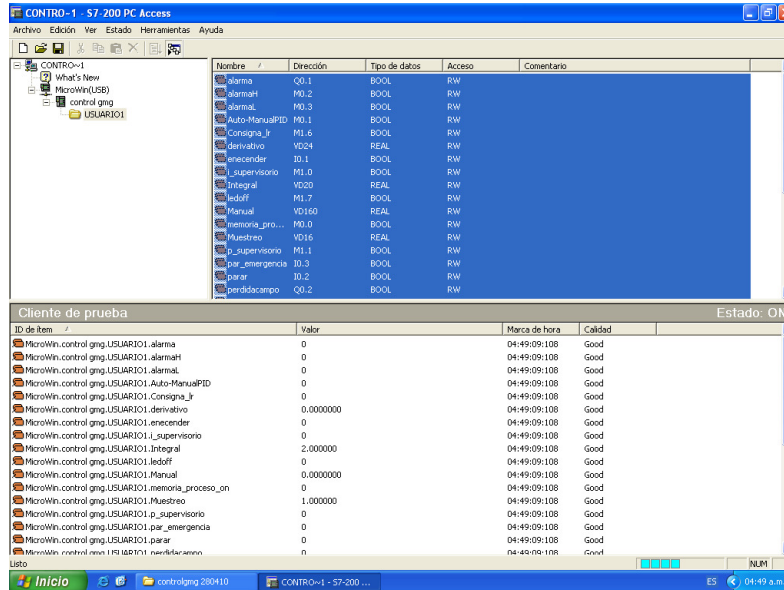 CONTRO~1 - S7-200 PC Access
Archivo Edición Ver Estado Herramientas Ayuda
CONTRO~1
What's New
MicroWin(USB)
control gmg
USUARIO1
Nombre / Dirección Tipo de datos Acceso Comentario
alarma Q0.1 BOOL RW
alarmaH M0.2 BOOL RW
alarmaL M0.3 BOOL RW
Auto-ManualPID M0.1 BOOL RW
Consigna_lr M1.6 BOOL RW
derivativo VD24 REAL RW
enecender I0.1 BOOL RW
i_supervisorio M1.0 BOOL RW
Integral VD20 REAL RW
ledoff M1.7 BOOL RW
Manual VD160 REAL RW
memoria_pro... M0.0 BOOL RW
Muestreo VD16 REAL RW
p_supervisorio M1.1 BOOL RW
par_emergencia I0.3 BOOL RW
parar I0.2 BOOL RW
perdidacampo Q0.2 BOOL RW
Cliente de prueba Estado: ON
ID de ítem / Valor Marca de hora Calidad
MicroWin.control gmg.USUARIO1.alarma 0 04:49:09:108 Good
MicroWin.control gmg.USUARIO1.alarmaH 0 04:49:09:108 Good
MicroWin.control gmg.USUARIO1.alarmaL 0 04:49:09:108 Good
MicroWin.control gmg.USUARIO1.Auto-ManualPID 0 04:49:09:108 Good
MicroWin.control gmg.USUARIO1.Consigna_lr 0 04:49:09:108 Good
MicroWin.control gmg.USUARIO1.derivativo 0.0000000 04:49:09:108 Good
MicroWin.control gmg.USUARIO1.enecender 0 04:49:09:108 Good
MicroWin.control gmg.USUARIO1.i_supervisorio 0 04:49:09:108 Good
MicroWin.control gmg.USUARIO1.Integral 2.000000 04:49:09:108 Good
MicroWin.control gmg.USUARIO1.ledoff 0 04:49:09:108 Good
MicroWin.control gmg.USUARIO1.Manual 0.0000000 04:49:09:108 Good
MicroWin.control gmg.USUARIO1.memoria_proceso_on 0 04:49:09:108 Good
MicroWin.control gmg.USUARIO1.Muestreo 1.000000 04:49:09:108 Good
MicroWin.control gmg.USUARIO1.p_supervisorio 0 04:49:09:108 Good
MicroWin.control gmg.USUARIO1.par_emergencia 0 04:49:09:108 Good
MicroWin.control gmg.USUARIO1.parar 0 04:49:09:108 Good
MicroWin.control gmg.USUARIO1.perdidacampo 0 04:49:09:108 Good
Listo NUM
Inicio controlgmg 280410 CONTRO~1 - S7-200 ... ES 04:49 a.m.